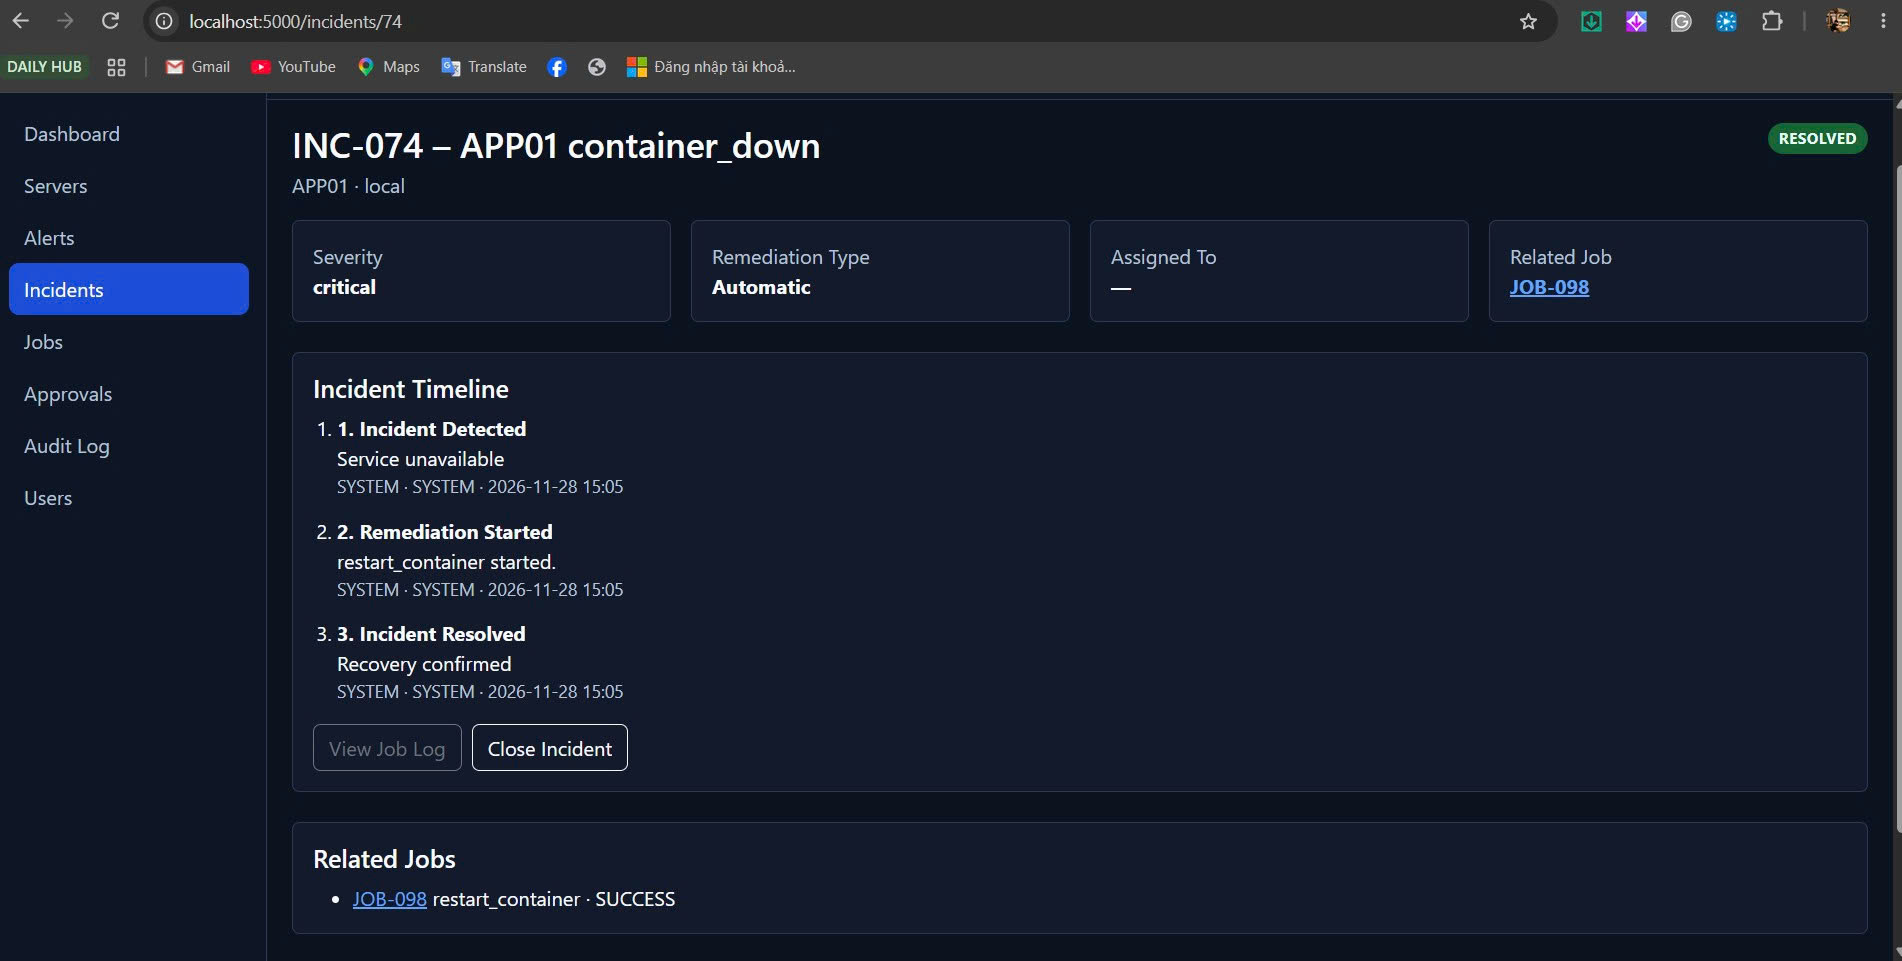 localhost:5000/incidents/74
DAILY HUB
Gmail
YouTube
Maps
Translate
Đăng nhập tài khoả...
Dashboard
Servers
Alerts
Incidents
Jobs
Approvals
Audit Log
Users
INC-074 – APP01 container_down
RESOLVED
APP01 · local
Severity
critical
Remediation Type
Automatic
Assigned To
—
Related Job
JOB-098
Incident Timeline
1. 1. Incident Detected
Service unavailable
SYSTEM · SYSTEM · 2026-11-28 15:05
2. 2. Remediation Started
restart_container started.
SYSTEM · SYSTEM · 2026-11-28 15:05
3. 3. Incident Resolved
Recovery confirmed
SYSTEM · SYSTEM · 2026-11-28 15:05
View Job Log
Close Incident
Related Jobs
• JOB-098 restart_container · SUCCESS